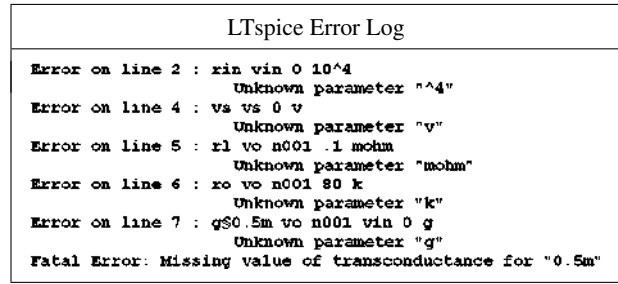 LTspice Error Log
Error on line 2 : rin vin 0 10^4
Unknown parameter "^4"
Error on line 4 : vs vs 0 v
Unknown parameter "v"
Error on line 5 : rl vo n001 .1 mohm
Unknown parameter "mohm"
Error on line 6 : ro vo n001 80 k
Unknown parameter "k"
Error on line 7 : g§0.5m vo n001 vin 0 g
Unknown parameter "g"
Fatal Error: Missing value of transconductance for "0.5m"